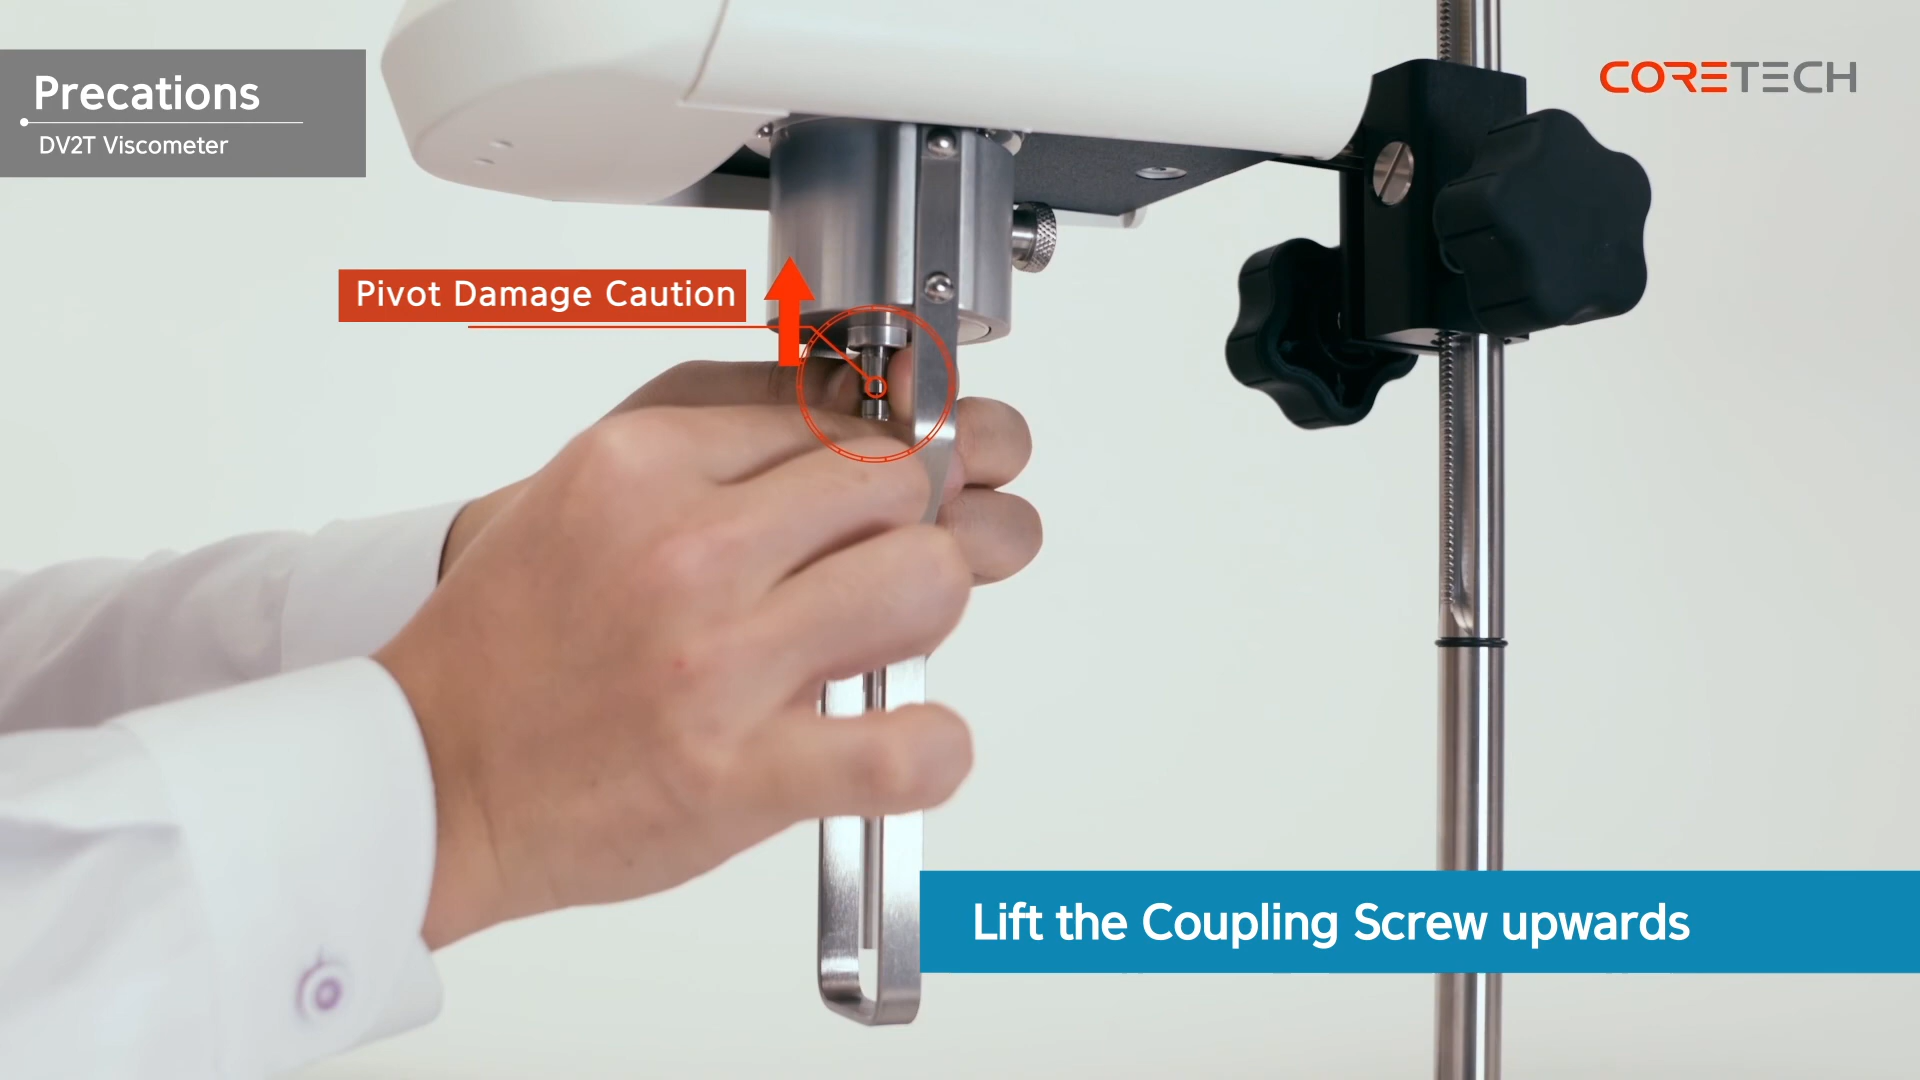 Precations
DV2T Viscometer
CORETECH
Pivot Damage Caution
Lift the Coupling Screw upwards